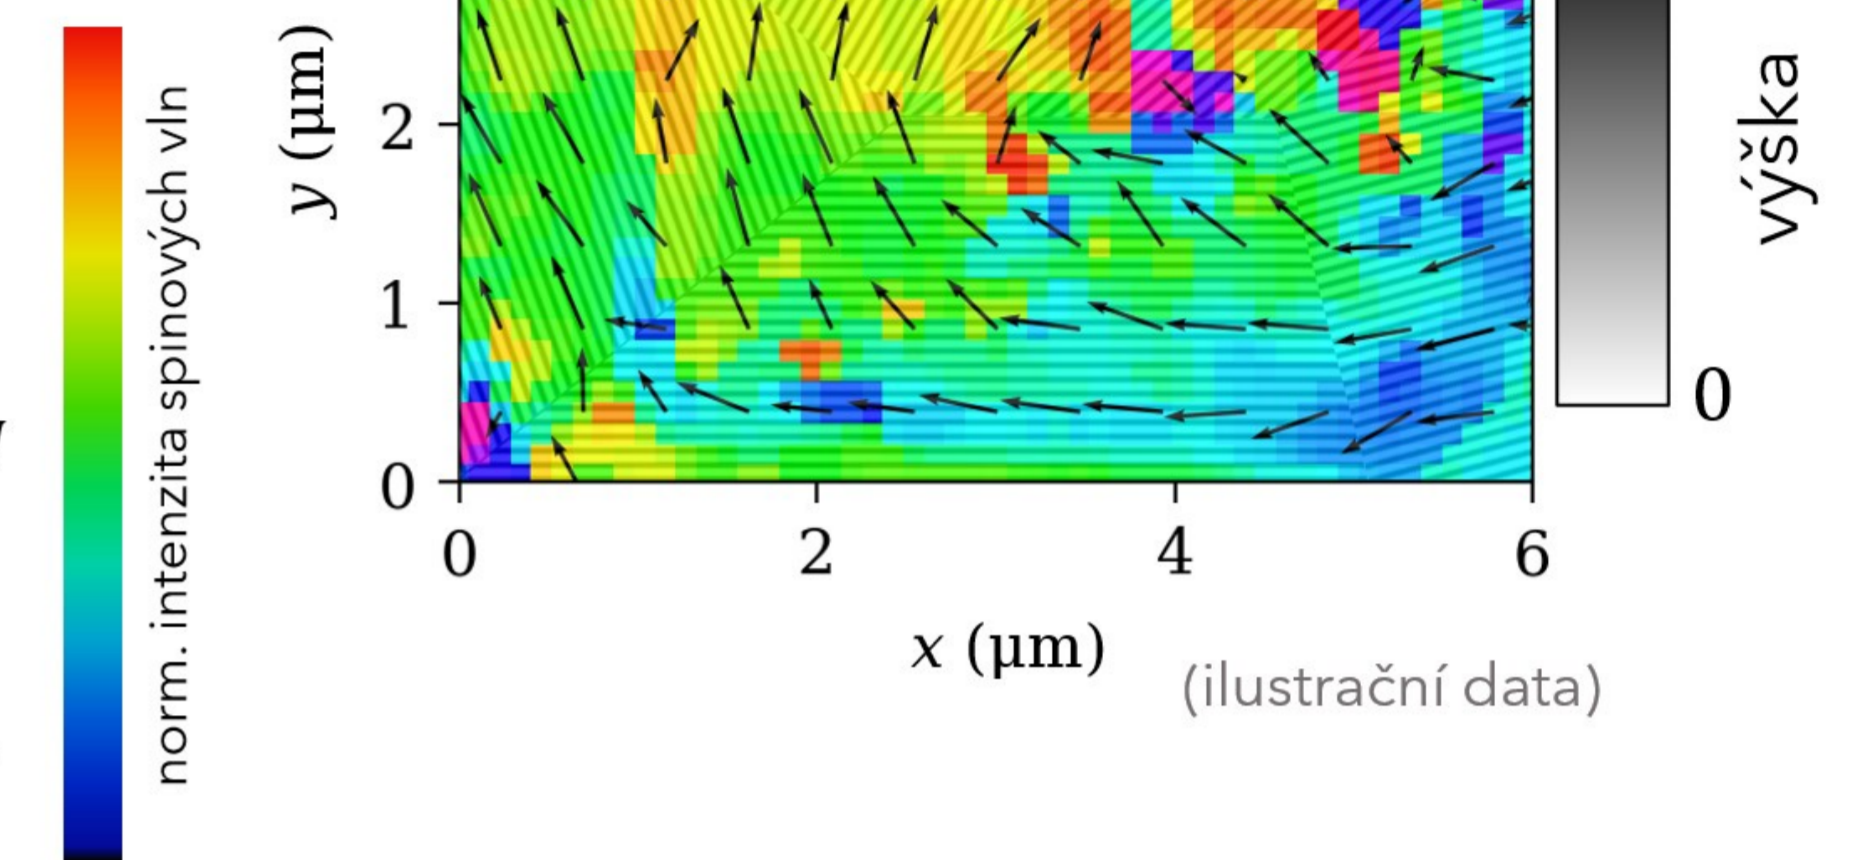 norm. intenzita spinových vln
y (μm)
2
1
0
0 2 4 6
x (μm)
výška
0
(ilustrační data)